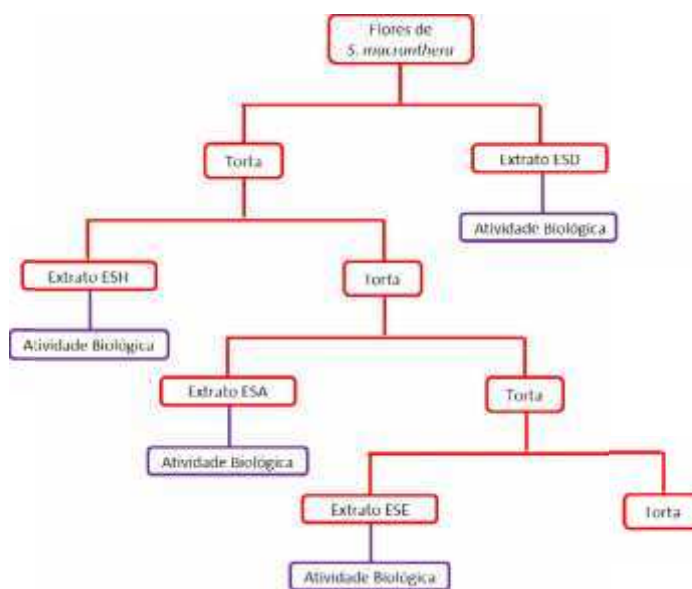 Flores de
S. macranthera
Torta
Extrato ESD
Atividade Biológica
Extrato ESH
Torta
Atividade Biológica
Extrato ESA
Torta
Atividade Biológica
Extrato ESE
Torta
Atividade Biológica